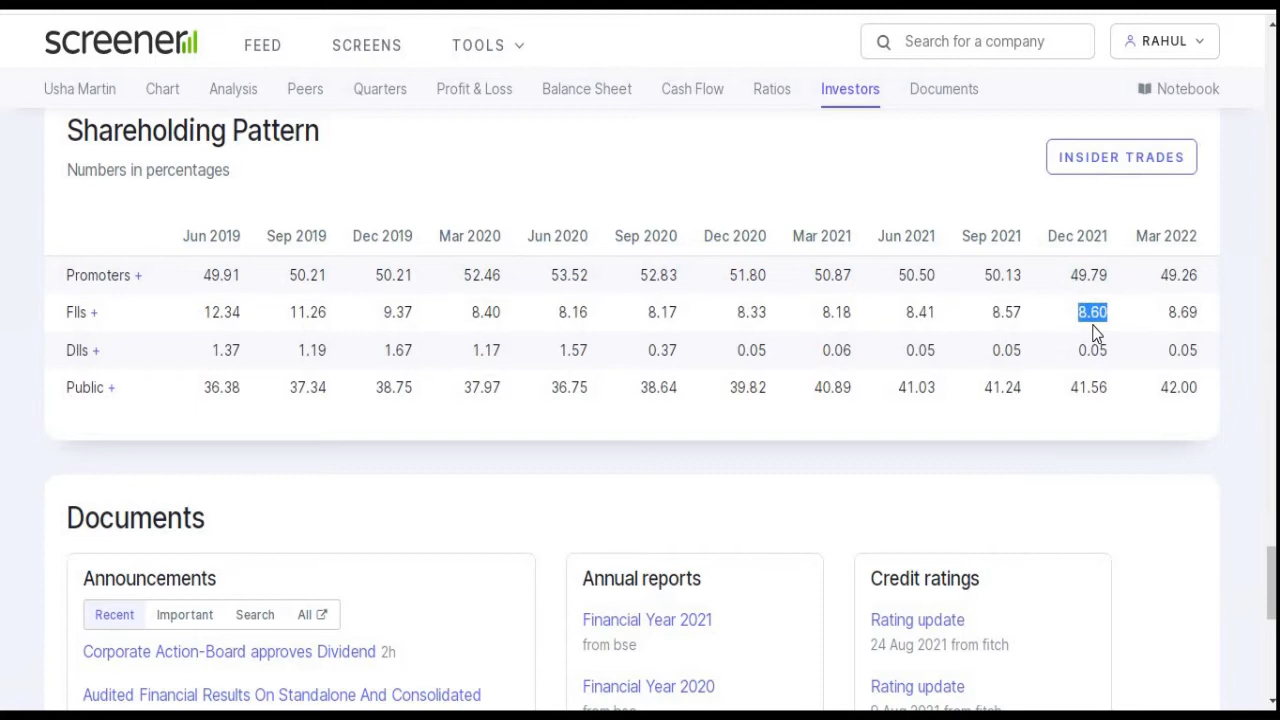 screener
FEED SCREENS TOOLS Search for a company RAHUL
Usha Martin Chart Analysis Peers Quarters Profit & Loss Balance Sheet Cash Flow Ratios Investors Documents Notebook
Shareholding Pattern
Numbers in percentages
INSIDER TRADES
Jun 2019 Sep 2019 Dec 2019 Mar 2020 Jun 2020 Sep 2020 Dec 2020 Mar 2021 Jun 2021 Sep 2021 Dec 2021 Mar 2022
Promoters + 49.91 50.21 50.21 52.46 53.52 52.83 51.80 50.87 50.50 50.13 49.79 49.26
FIIs + 12.34 11.26 9.37 8.40 8.16 8.17 8.33 8.18 8.41 8.57 8.60 8.69
DIIs + 1.37 1.19 1.67 1.17 1.57 0.37 0.05 0.06 0.05 0.05 0.05 0.05
Public + 36.38 37.34 38.75 37.97 36.75 38.64 39.82 40.89 41.03 41.24 41.56 42.00
Documents
Announcements
Recent Important Search All
Corporate Action-Board approves Dividend 2h
Audited Financial Results On Standalone And Consolidated
Annual reports
Financial Year 2021
from bse
Financial Year 2020
from bse
Credit ratings
Rating update
24 Aug 2021 from fitch
Rating update
9 Aug 2021 from fitch